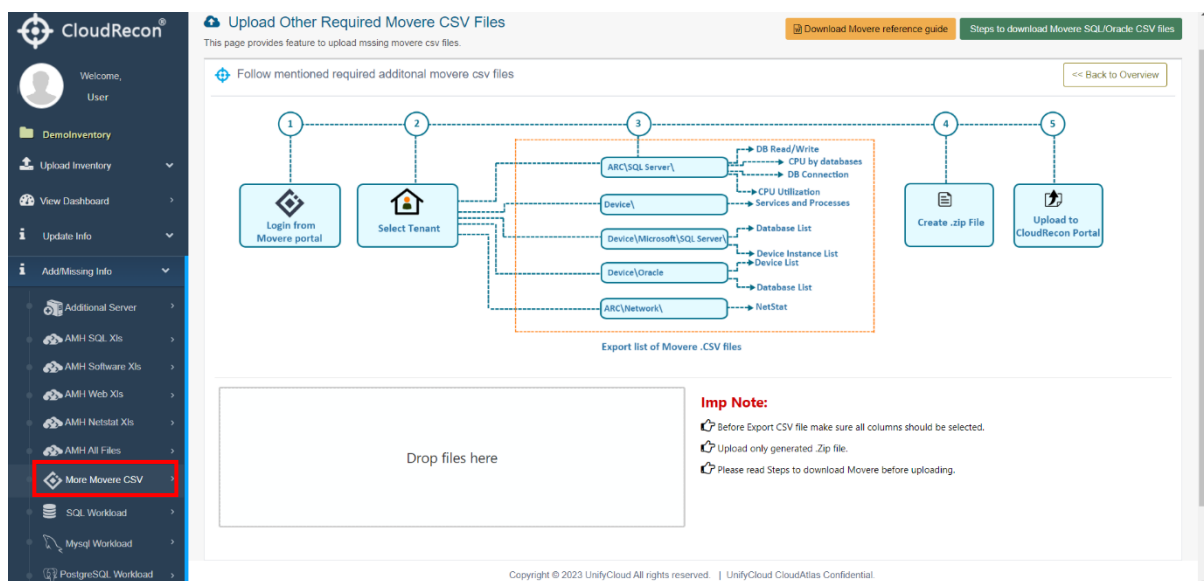 CloudRecon®
Welcome,
User
DemoInventory
Upload Inventory
View Dashboard
Update Info
Add/Missing Info
Additional Server
AMH SQL Xls
AMH Software Xls
AMH Web Xls
AMH Netstat Xls
AMH All Files
More Movere CSV
SQL Workload
Mysql Workload
PostgreSQL Workload
Upload Other Required Movere CSV Files
This page provides feature to upload mssing movere csv files.
Download Movere reference guide
Steps to download Movere SQL/Oracle CSV files
Follow mentioned required additonal movere csv files
<< Back to Overview
1
2
3
4
5
Login from
Movere portal
Select Tenant
ARC\SQL Server\
DB Read/Write
CPU by databases
DB Connection
CPU Utilization
Device\
Services and Processes
Device\Microsoft\SQL Server\
Database List
Device Instance List
Device\Oracle
Device List
Database List
ARC\Network\
NetStat
Export list of Movere .CSV files
Create .zip File
Upload to
CloudRecon Portal
Drop files here
Imp Note:
Before Export CSV file make sure all columns should be selected.
Upload only generated .Zip file.
Please read Steps to download Movere before uploading.
Copyright © 2023 UnifyCloud All rights reserved. | UnifyCloud CloudAtlas Confidential.